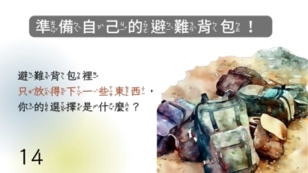 準備自己的避難背包！
避難背包裡
只放得下一些東西，
你的選擇是什麼？
14